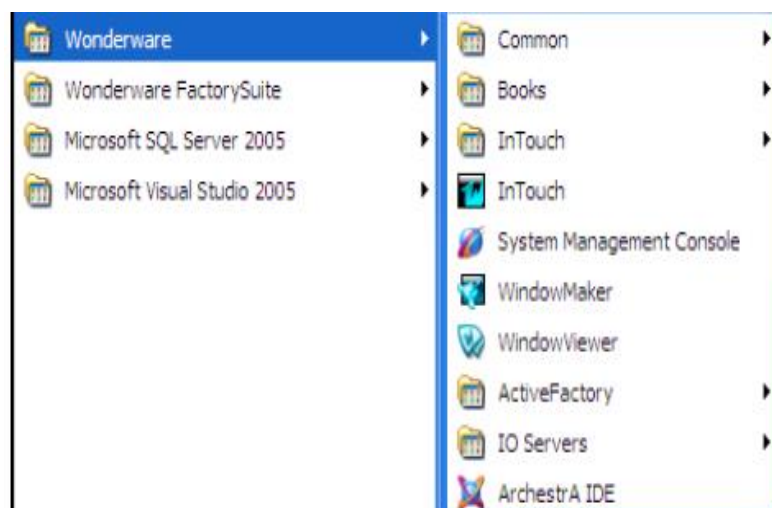 Wonderware
Wonderware FactorySuite
Microsoft SQL Server 2005
Microsoft Visual Studio 2005
Common
Books
InTouch
InTouch
System Management Console
WindowMaker
WindowViewer
ActiveFactory
IO Servers
ArchestrA IDE